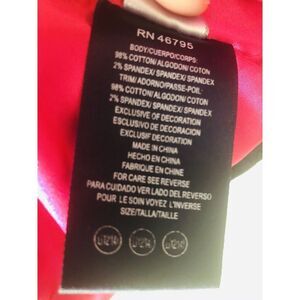 RN 46795
BODY/CUERPO/CORPS:
98% COTTON/ALGODON/COTON
2% SPANDEX/SPANDEX/SPANDEX
TRIM/ADORNO/PASSE-POIL:
98% COTTON/ALGODON/COTON
2% SPANDEX/SPANDEX/SPANDEX
EXCLUSIVE OF DECORATION
ESCLUSIVO DE DECORACION
EXCLUSIF DECORATION
MADE IN CHINA
HECHO EN CHINA
FABRIQUE EN CHINE
FOR CARE SEE REVERSE
PARA CUIDADO VER LADO DEL REVERSO
POUR LE SOIN VOYEZ L'INVERSE
SIZE/TALLA/TAILLE: